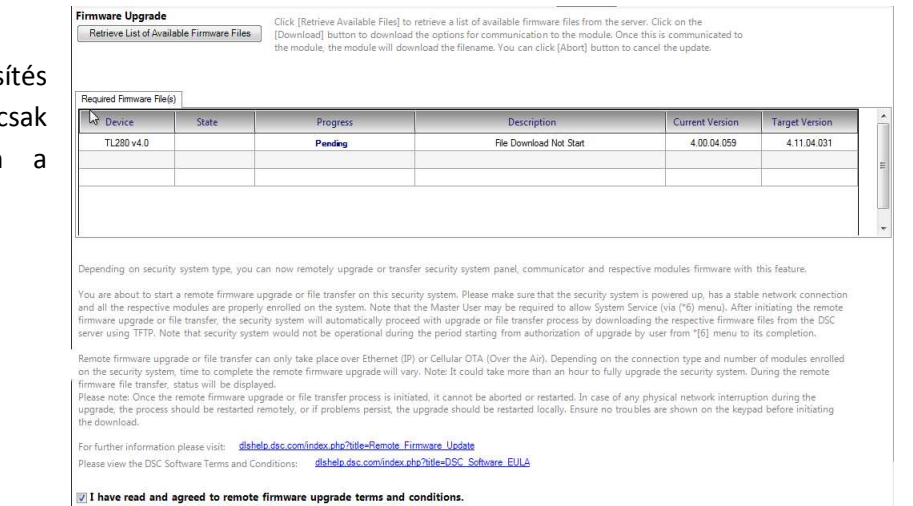 sítés
csak
a
Firmware Upgrade
Retrieve List of Available Firmware Files
Click [Retrieve Available Files] to retrieve a list of available firmware files from the server. Click on the
[Download] button to download the options for communication to the module. Once this is communicated to
the module, the module will download the filename. You can click [Abort] button to cancel the update.
Required Firmware File(s)
Device State Progress Description Current Version Target Version
TL280 v4.0 Pending File Download Not Start 4.00.04.059 4.11.04.031
Depending on security system type, you can now remotely upgrade or transfer security system panel, communicator and respective modules firmware with this feature.
You are about to start a remote firmware upgrade or file transfer on this security system. Please make sure that the security system is powered up, has a stable network connection
and all the respective modules are properly enrolled on the system. Note that the Master User may be required to allow System Service (via (*6) menu). After initiating the remote
firmware upgrade or file transfer, the security system will automatically proceed with upgrade or file transfer process by downloading the respective firmware files from the DSC
server using TFTP. Note that security system would not be operational during the period starting from authorization of upgrade by user from *[6] menu to its completion.
Remote firmware upgrade or file transfer can only take place over Ethernet (IP) or Cellular OTA (Over the Air). Depending on the connection type and number of modules enrolled
on the security system, time to complete the remote firmware upgrade will vary. Note: It could take more than an hour to fully upgrade the security system. During the remote
firmware file transfer, status will be displayed.
Please note: Once the remote firmware upgrade or file transfer process is initiated, it cannot be aborted or restarted. In case of any physical network interruption during the
upgrade, the process should be restarted remotely, or if problems persist, the upgrade should be restarted locally. Ensure no troubles are shown on the keypad before initiating
the download.
For further information please visit: dlshelp.dsc.com/index.php?title=Remote_Firmware_Update
Please view the DSC Software Terms and Conditions: dlshelp.dsc.com/index.php?title=DSC_Software_EULA
I have read and agreed to remote firmware upgrade terms and conditions.